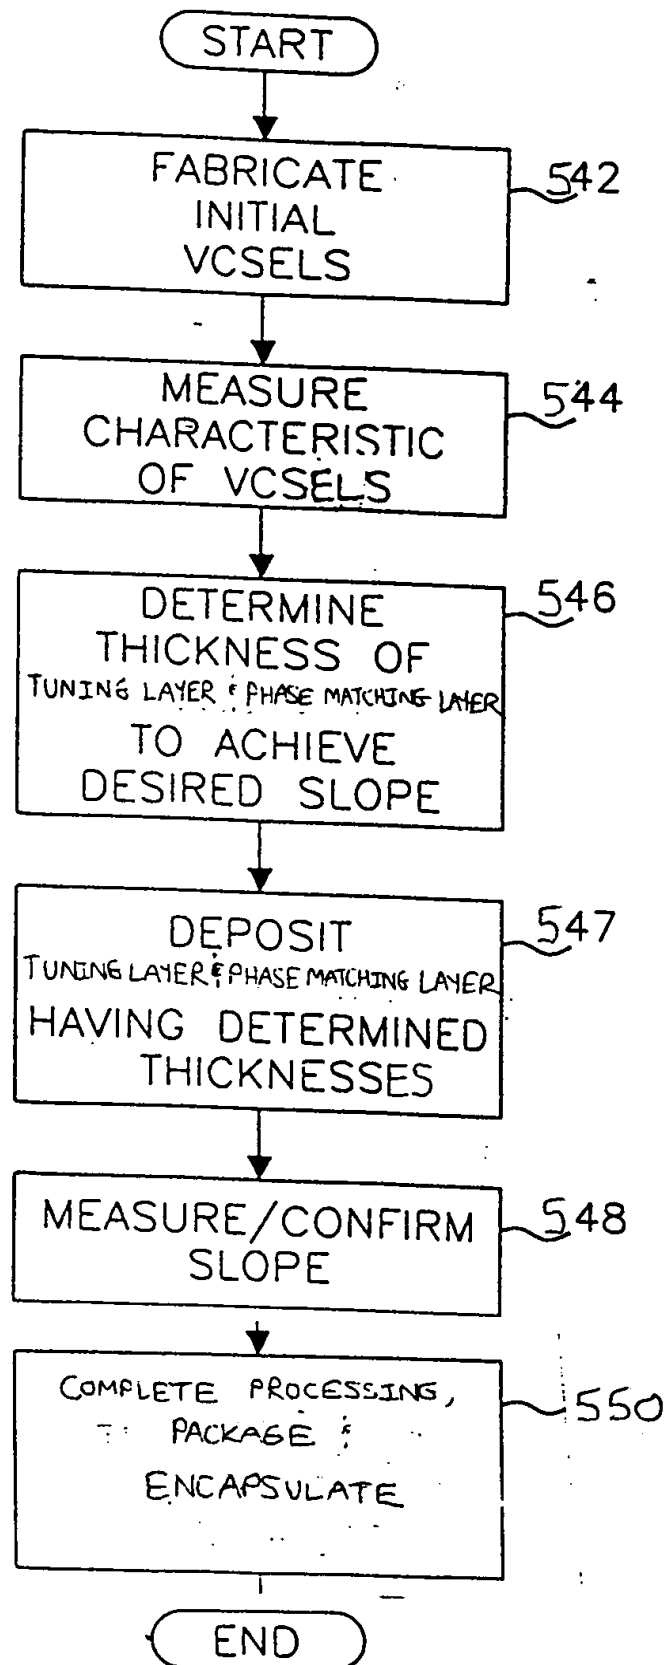 START
FABRICATE
INITIAL
VCSELS
542
MEASURE
CHARACTERISTIC
OF VCSELS
544
DETERMINE
THICKNESS OF
TUNING LAYER & PHASE MATCHING LAYER
TO ACHIEVE
DESIRED SLOPE
546
DEPOSIT
TUNING LAYER & PHASE MATCHING LAYER
HAVING DETERMINED
THICKNESSES
547
MEASURE/CONFIRM
SLOPE
548
COMPLETE PROCESSING,
PACKAGE &
ENCAPSULATE
550
END